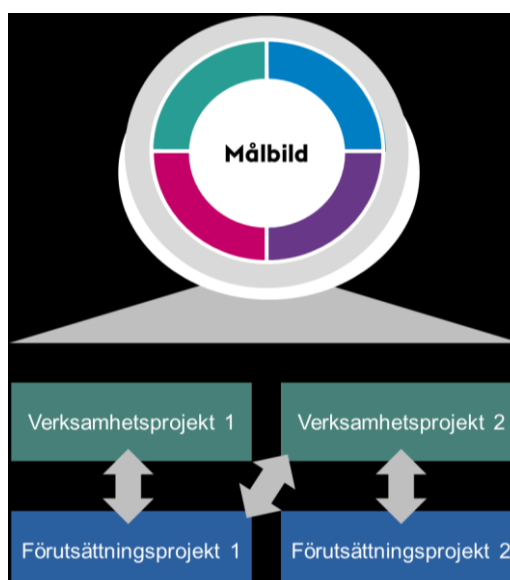 Målbild
Verksamhetsprojekt 1
Verksamhetsprojekt 2
Förutsättningsprojekt 1
Förutsättningsprojekt 2